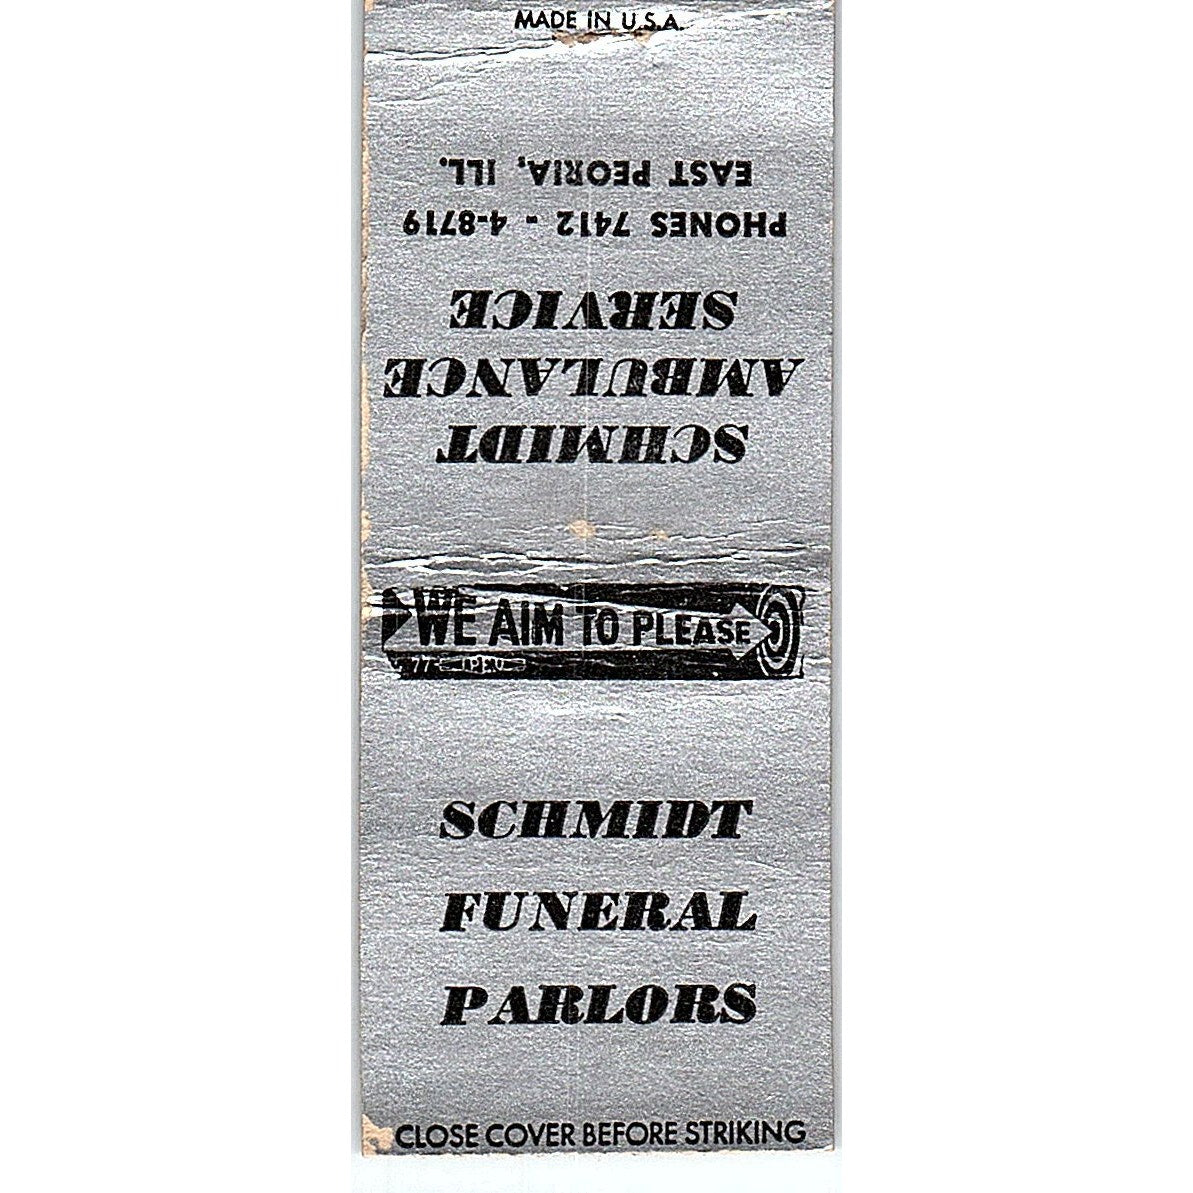 MADE IN U.S.A.
SCHMIDT
AMBULANCE
SERVICE
PHONES 7412 - 4-8719
EAST PEORIA, ILL.
WE AIM TO PLEASE
77
SCHMIDT
FUNERAL
PARLORS
CLOSE COVER BEFORE STRIKING